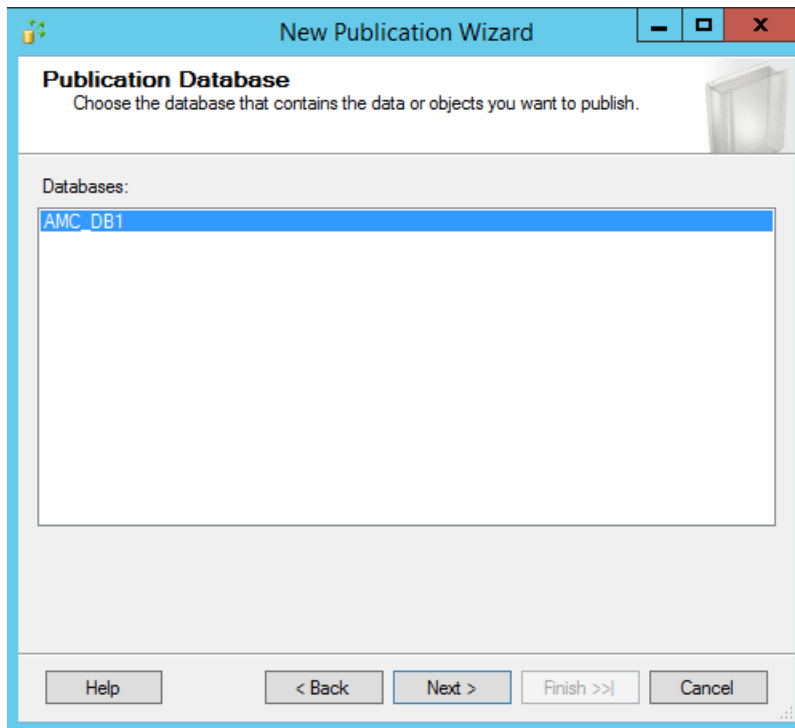 New Publication Wizard
Publication Database
Choose the database that contains the data or objects you want to publish.
Databases:
AMC_DB1
Help
< Back
Next >
Finish >>|
Cancel